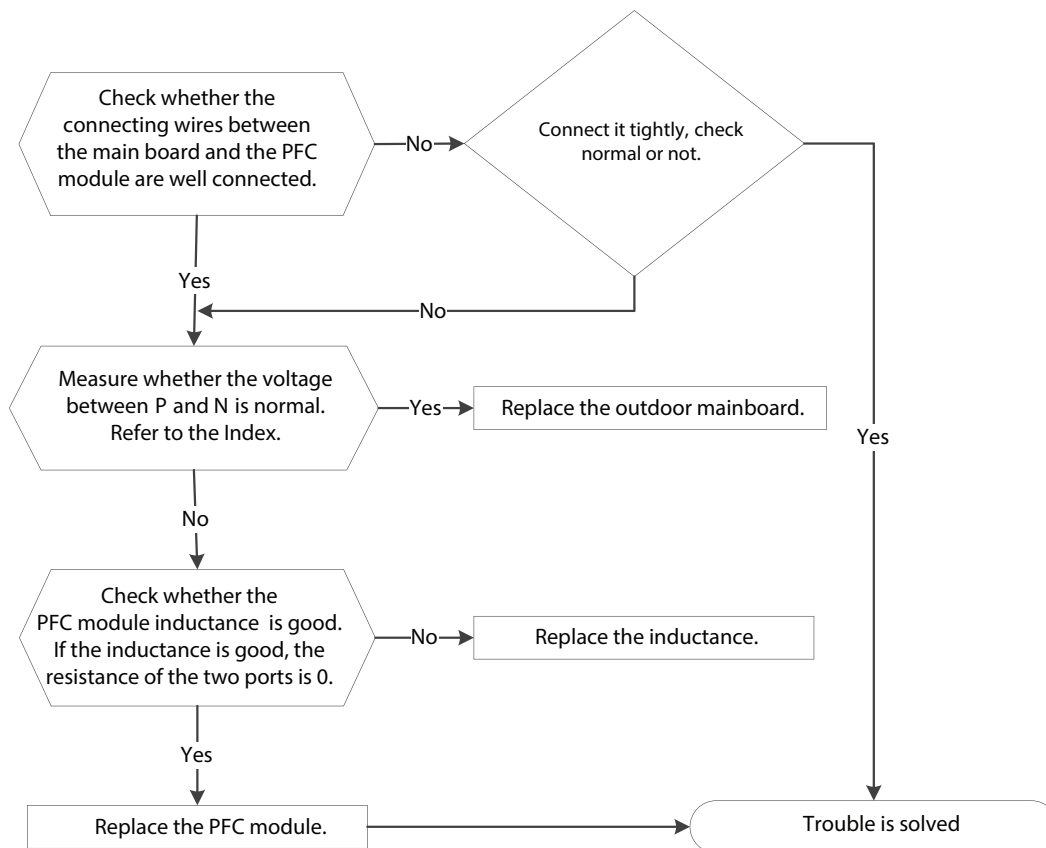 Check whether the
connecting wires between
the main board and the PFC
module are well connected.
No
Connect it tightly, check
normal or not.
Yes
No
Measure whether the voltage
between P and N is normal.
Refer to the Index.
Yes
Replace the outdoor mainboard.
Yes
No
Check whether the
PFC module inductance is good.
If the inductance is good, the
resistance of the two ports is 0.
No
Replace the inductance.
Yes
Replace the PFC module.
Trouble is solved